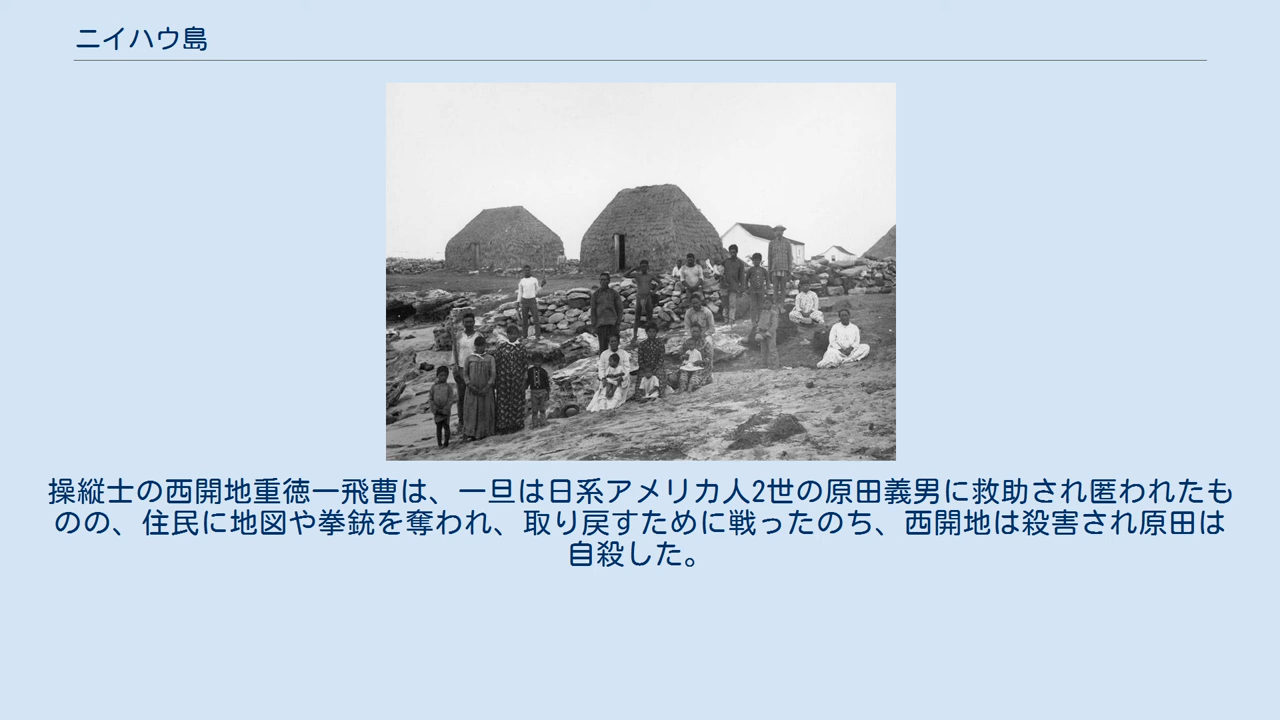 ニイハウ島
操縦士の西開地重徳一飛曹は、一旦は日系アメリカ人2世の原田義男に救助され匿われたも
のの、住民に地図や拳銃を奪われ、取り戻すために戦ったのち、西開地は殺害され原田は
自殺した。